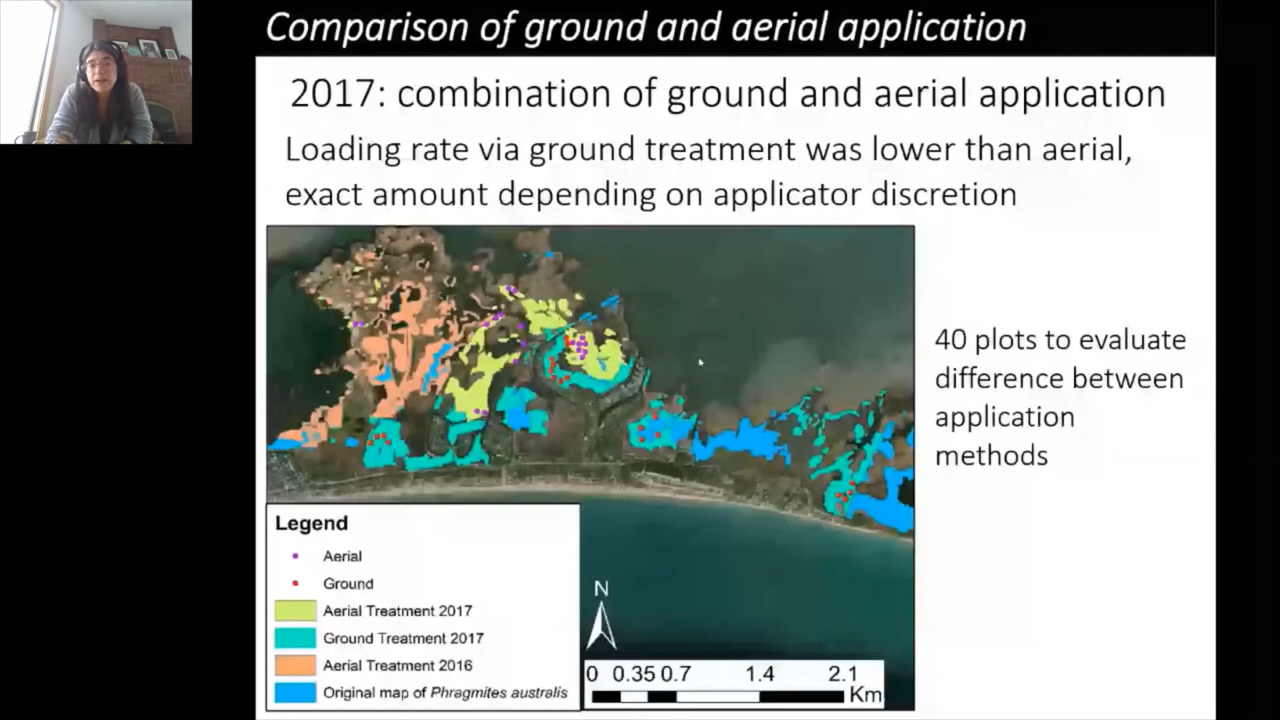 Comparison of ground and aerial application
2017: combination of ground and aerial application
Loading rate via ground treatment was lower than aerial,
exact amount depending on applicator discretion
40 plots to evaluate
difference between
application
methods
Legend
Aerial
Ground
Aerial Treatment 2017
Ground Treatment 2017
Aerial Treatment 2016
Original map of Phragmites australis
N
0 0.35 0.7 1.4 2.1
Km